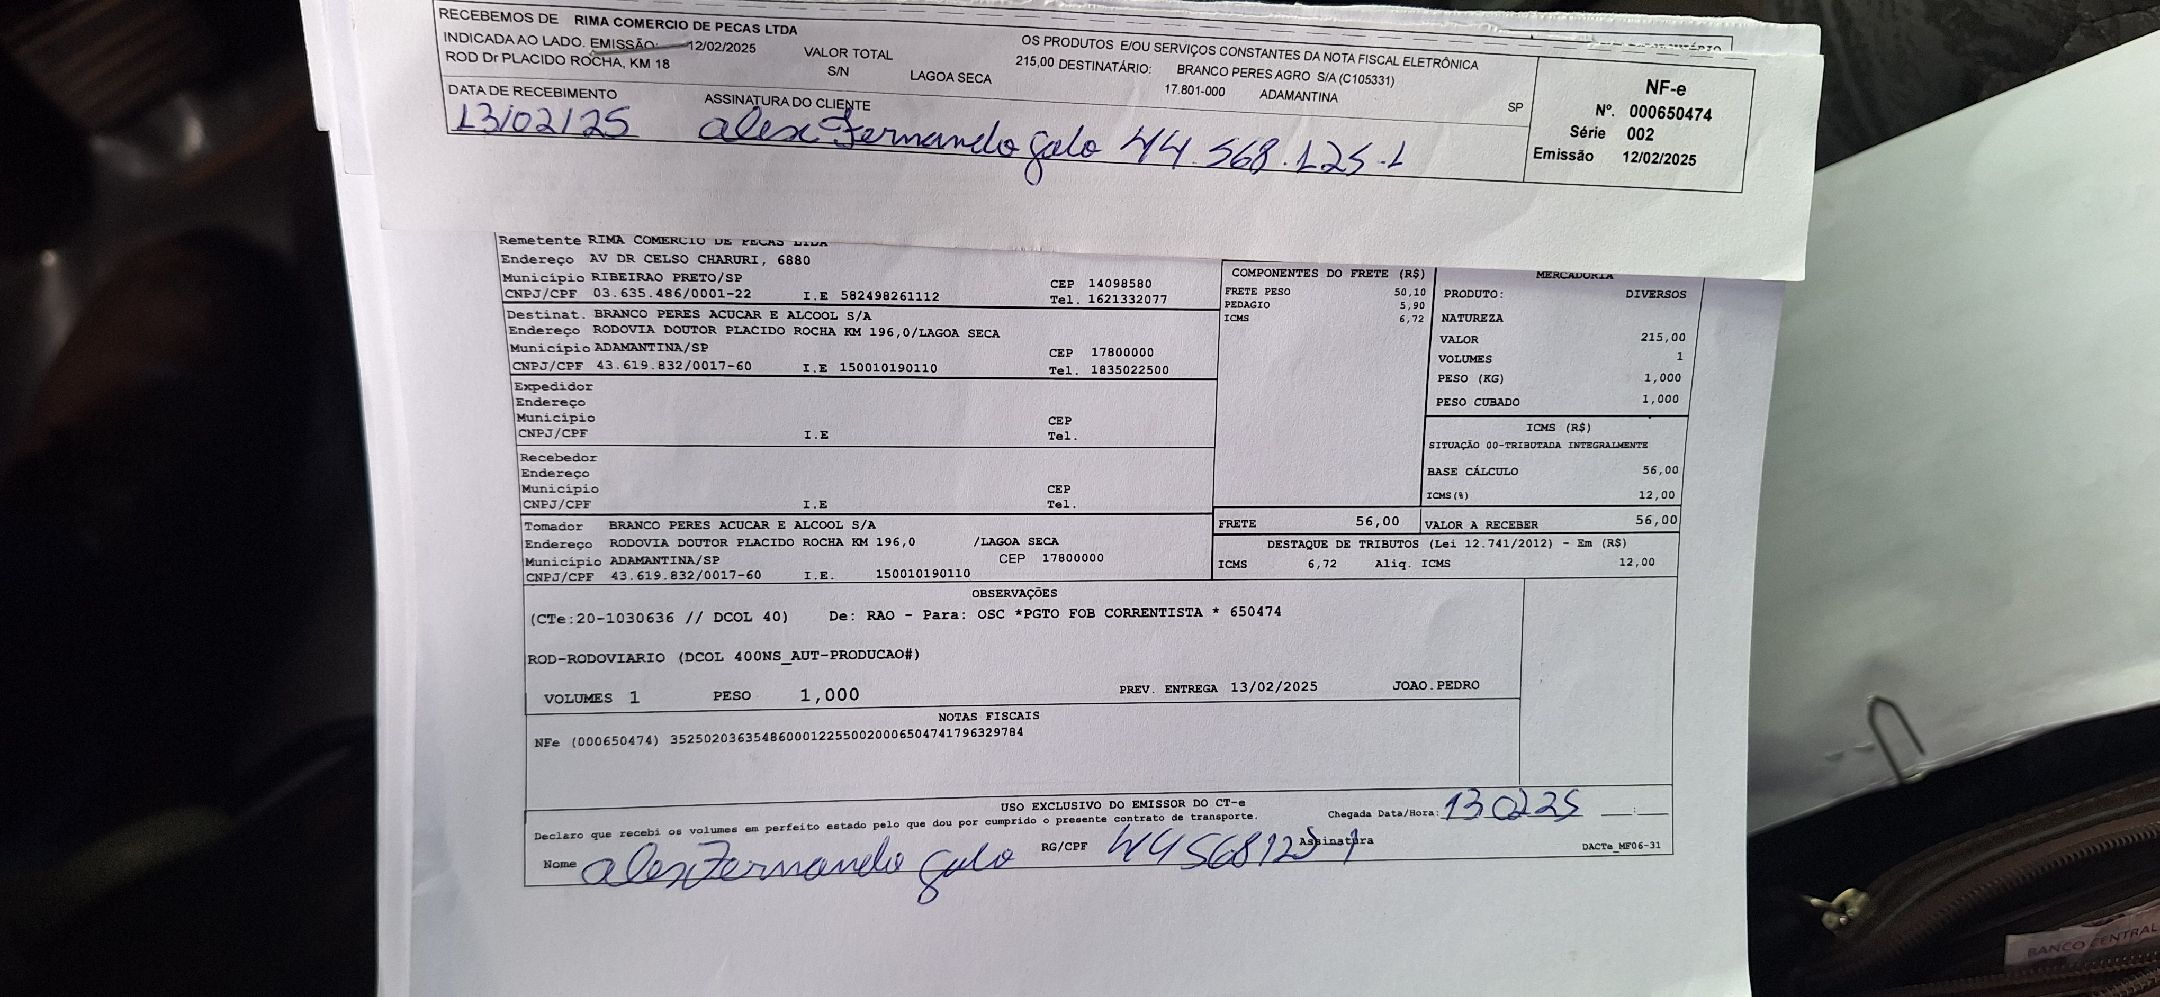 RECEBEMOS DE RIMA COMERCIO DE PECAS LTDA OS PRODUTOS E/OU SERVIÇOS CONSTANTES DA NOTA FISCAL ELETRÔNICA
INDICADA AO LADO. EMISSÃO: 12/02/2025 VALOR TOTAL 215,00 DESTINATÁRIO: BRANCO PERES AGRO S/A (C105331)
ROD Dr PLACIDO ROCHA, KM 18 S/N LAGOA SECA 17.801-000 ADAMANTINA SP
DATA DE RECEBIMENTO ASSINATURA DO CLIENTE
13/02/25 alex Fernando galo 44.568.125.1
NF-e
Nº. 000650474
Série 002
Emissão 12/02/2025
Remetente RIMA COMERCIO DE PECAS LTDA
Endereço AV DR CELSO CHARURI, 6880
Município RIBEIRAO PRETO/SP CEP 14098580
CNPJ/CPF 03.635.486/0001-22 I.E 582498261112 Tel. 1621332077
Destinat. BRANCO PERES ACUCAR E ALCOOL S/A
Endereço RODOVIA DOUTOR PLACIDO ROCHA KM 196,0/LAGOA SECA
Município ADAMANTINA/SP CEP 17800000
CNPJ/CPF 43.619.832/0017-60 I.E 150010190110 Tel. 1835022500
Expedidor
Endereço
Município CEP
CNPJ/CPF I.E Tel.
Recebedor
Endereço
Município CEP
CNPJ/CPF I.E Tel.
Tomador BRANCO PERES ACUCAR E ALCOOL S/A
Endereço RODOVIA DOUTOR PLACIDO ROCHA KM 196,0 /LAGOA SECA
Município ADAMANTINA/SP CEP 17800000
CNPJ/CPF 43.619.832/0017-60 I.E. 150010190110
COMPONENTES DO FRETE (R$)
FRETE PESO 50,10
PEDAGIO 5,90
ICMS 6,72
MERCADORIA
PRODUTO: DIVERSOS
NATUREZA
VALOR 215,00
VOLUMES 1
PESO (KG) 1,000
PESO CUBADO 1,000
ICMS (R$)
SITUAÇÃO 00-TRIBUTADA INTEGRALMENTE
BASE CÁLCULO 56,00
ICMS(%) 12,00
FRETE 56,00 VALOR A RECEBER 56,00
DESTAQUE DE TRIBUTOS (Lei 12.741/2012) - Em (R$)
ICMS 6,72 Aliq. ICMS 12,00
OBSERVAÇÕES
(CTe:20-1030636 // DCOL 40) De: RAO - Para: OSC *PGTO FOB CORRENTISTA * 650474
ROD-RODOVIARIO (DCOL 400NS_AUT-PRODUCAO#)
VOLUMES 1 PESO 1,000 PREV. ENTREGA 13/02/2025 JOAO.PEDRO
NOTAS FISCAIS
NFe (000650474) 35250203635486000122550020006504741796329784
USO EXCLUSIVO DO EMISSOR DO CT-e
Declaro que recebi os volumes em perfeito estado pelo que dou por cumprido o presente contrato de transporte. Chegada Data/Hora: 13 02 25 __:__
Nome alex Fernando galo RG/CPF 445681251 Assinatura DACTe_MF06-31
BANCO CENTRAL